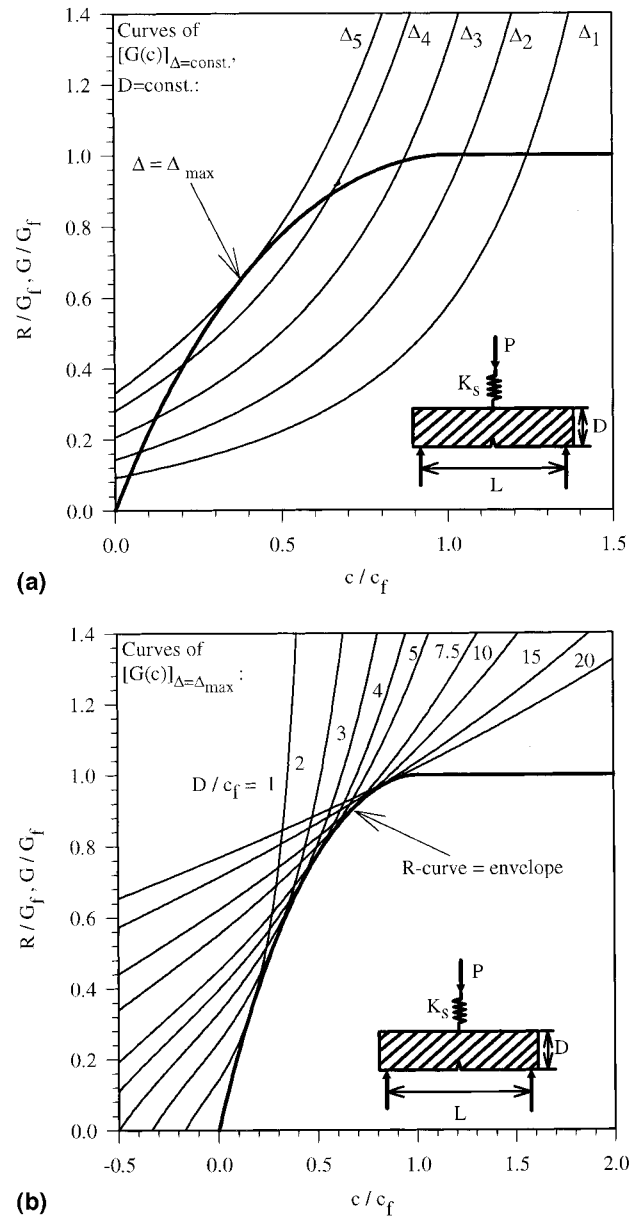 Curves of
[G(c)]Δ=const.,
D=const.:
Δ5
Δ4
Δ3
Δ2
Δ1
Δ = Δ max
R / Gf , G / Gf
1.4
1.2
1.0
0.8
0.6
0.4
0.2
0.0
P
KS
D
L
0.0
0.5
1.0
1.5
c / cf
(a)
Curves of
[G(c)]Δ=Δmax :
5
7.5
10
15
20
4
3
2
D / cf = 1
R-curve = envelope
R / Gf , G / Gf
1.4
1.2
1.0
0.8
0.6
0.4
0.2
0.0
P
KS
D
L
-0.5
0.0
0.5
1.0
1.5
2.0
c / cf
(b)